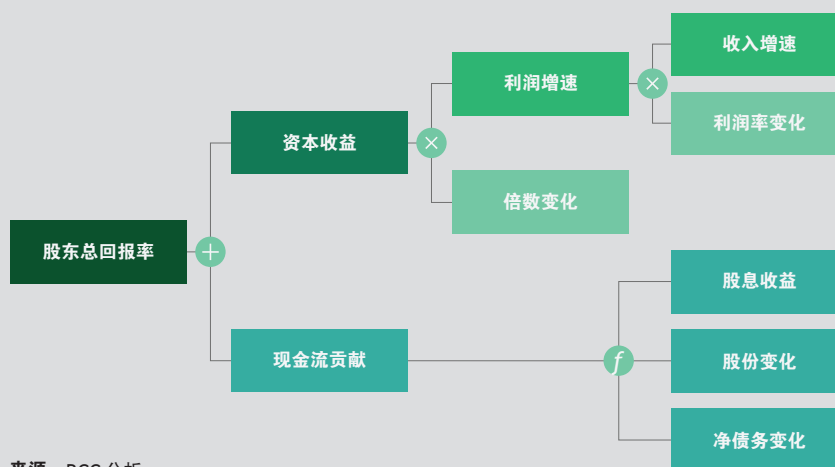 收入增速
利润增速
利润率变化
资本收益
倍数变化
股东总回报率
股息收益
现金流贡献
f
股份变化
净债务变化